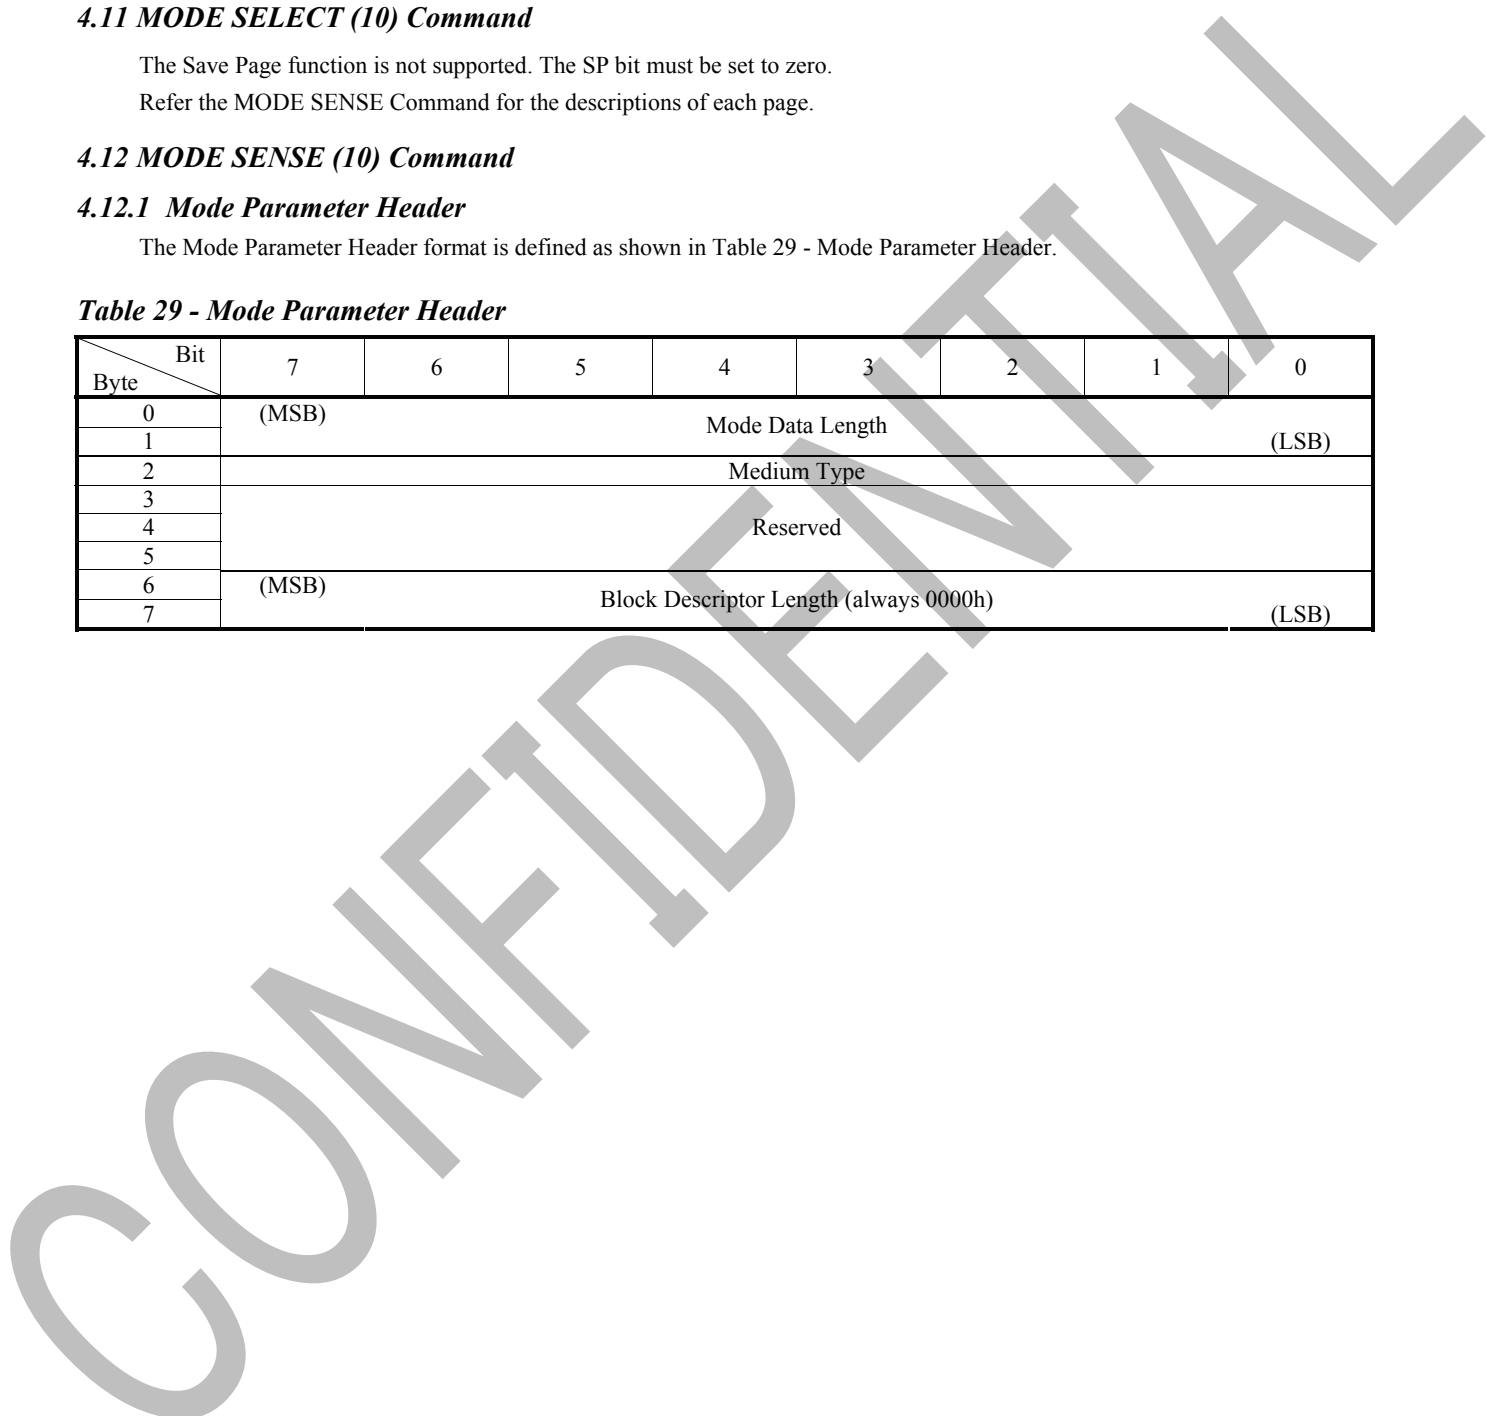 4.11 MODE SELECT (10) Command
The Save Page function is not supported. The SP bit must be set to zero.
Refer the MODE SENSE Command for the descriptions of each page.
4.12 MODE SENSE (10) Command
4.12.1 Mode Parameter Header
The Mode Parameter Header format is defined as shown in Table 29 - Mode Parameter Header.
Table 29 - Mode Parameter Header
Bit
Byte 7 6 5 4 3 2 1 0
0 (MSB)
Mode Data Length
1 (LSB)
2 Medium Type
3
4 Reserved
5
6 (MSB)
Block Descriptor Length (always 0000h)
7 (LSB)
CONFIDENTIAL